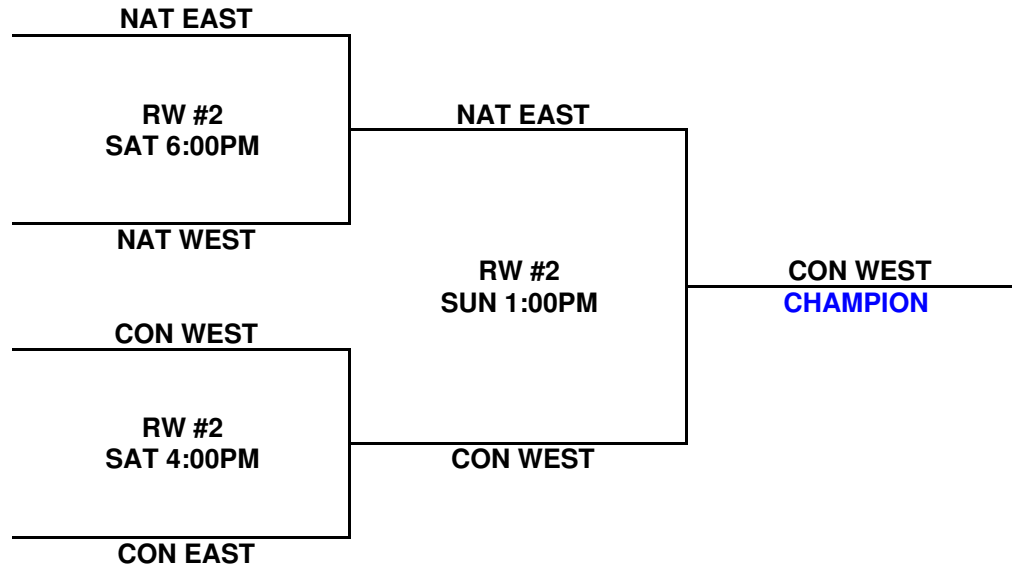 NAT EAST
RW #2
SAT 6:00PM
NAT WEST
NAT EAST
RW #2
SUN 1:00PM
CON WEST
CHAMPION
CON WEST
RW #2
SAT 4:00PM
CON WEST
CON EAST